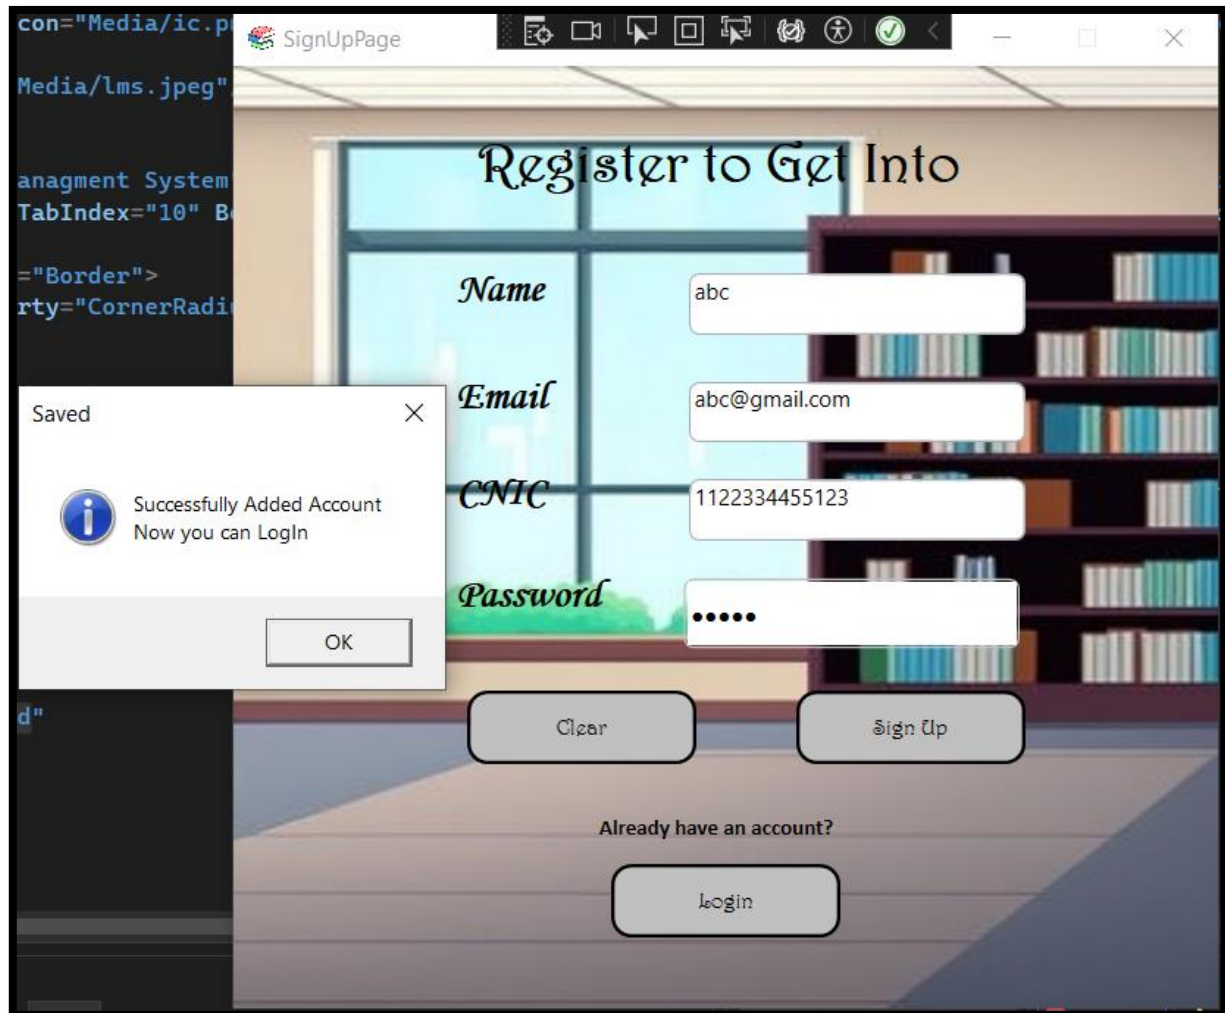 con="Media/ic.p
SignUpPage
Media/lms.jpeg"
anagment System
TabIndex="10" B
="Border">
rty="CornerRadi
Register to Get Into
Name
abc
Email
abc@gmail.com
CNIC
1122334455123
Password
•••••
Saved
Successfully Added Account
Now you can LogIn
OK
d"
Clear
Sign Up
Already have an account?
Login